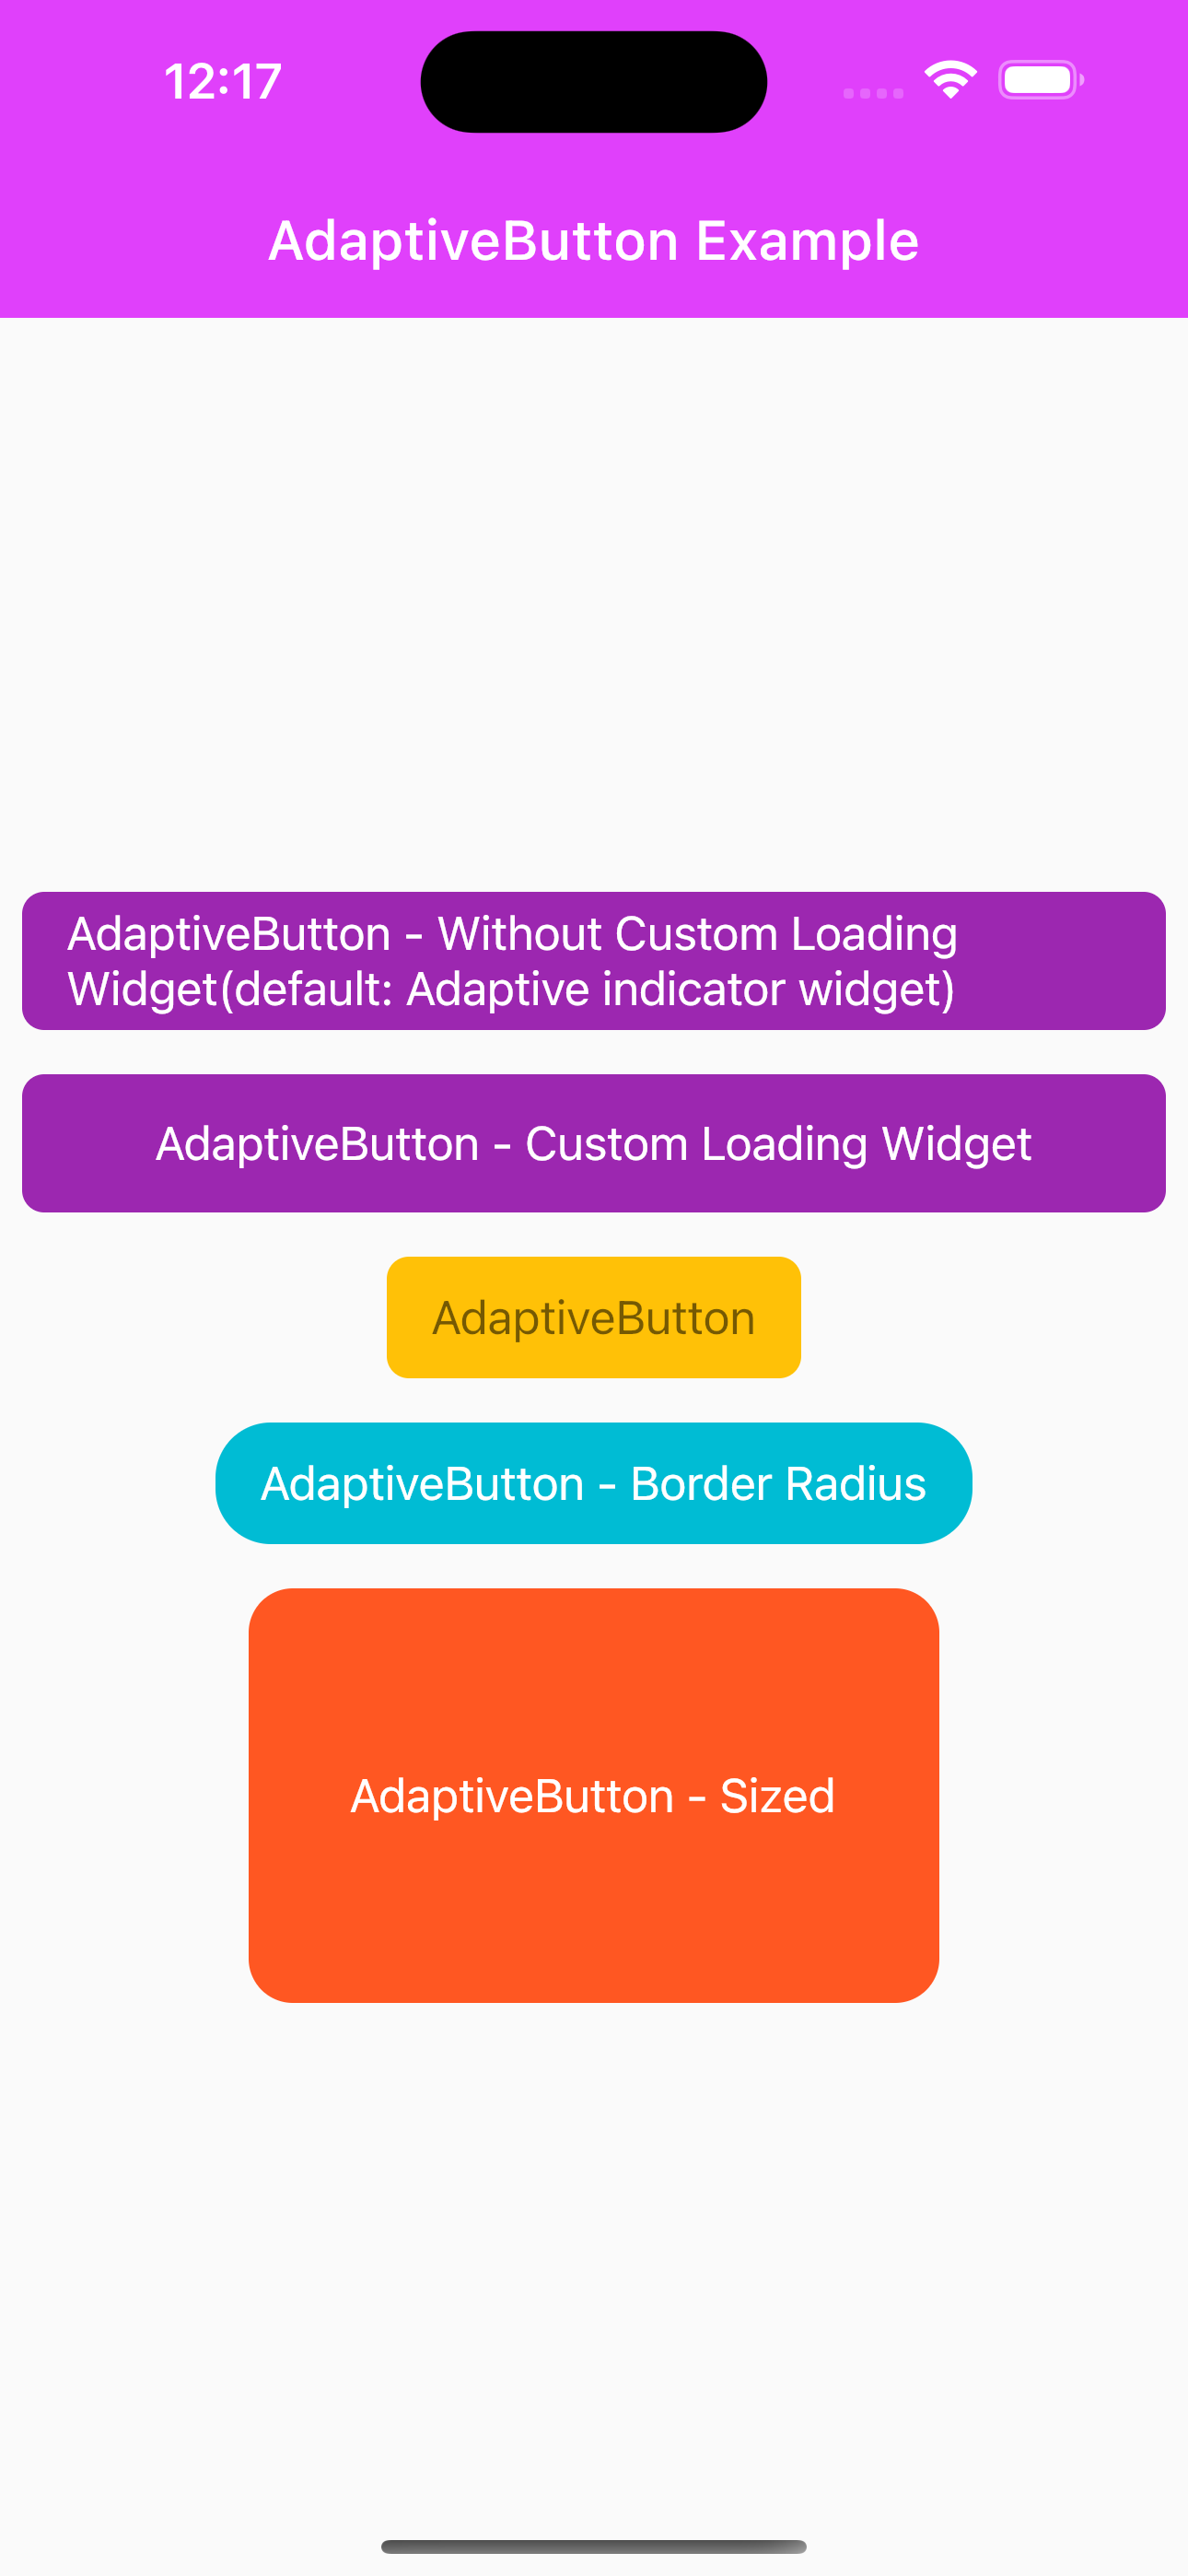 12:17
AdaptiveButton Example
AdaptiveButton - Without Custom Loading
Widget(default: Adaptive indicator widget)
AdaptiveButton - Custom Loading Widget
AdaptiveButton
AdaptiveButton - Border Radius
AdaptiveButton - Sized